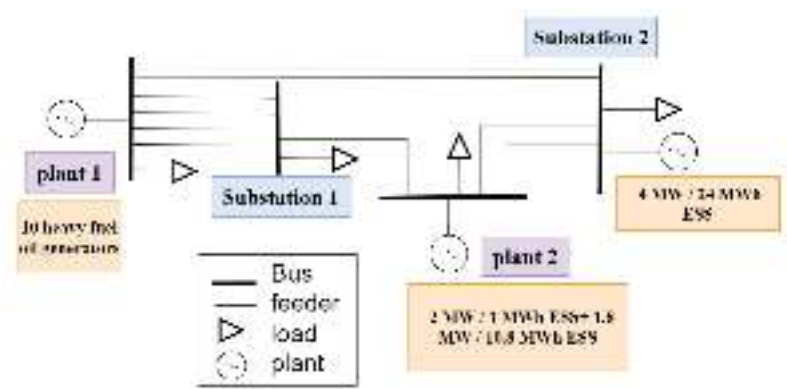 Substation 2
plant 1
Substation 1
10 heavy fuel
oil generators
4 MW / 24 MWh
ESS
plant 2
2 MW / 1 MWh ESS+ 1.8
MW / 10.8 MWh ESS
Bus
feeder
load
plant